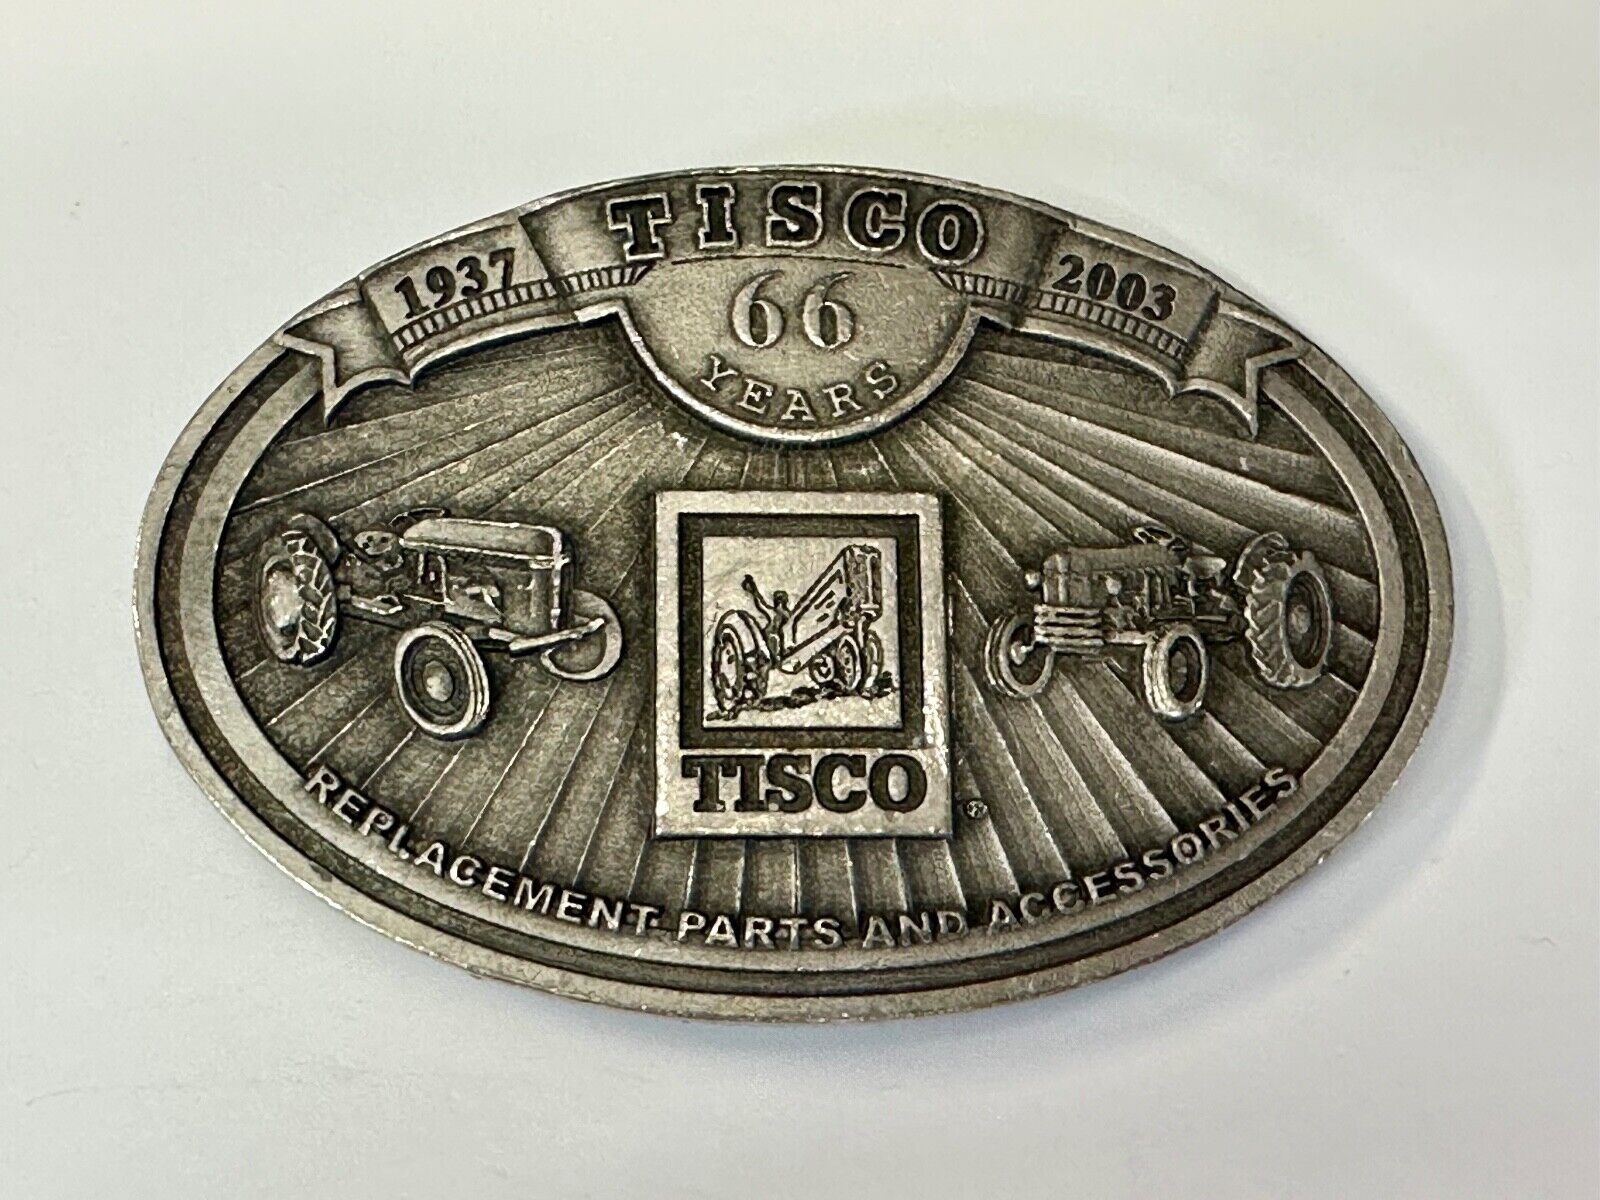 TISCO
1937
2003
66
YEARS
TISCO
®
REPLACEMENT PARTS AND ACCESSORIES